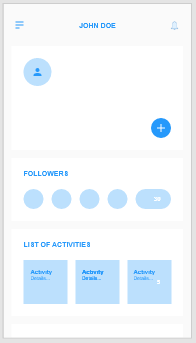 JOHN DOE
FOLLOWERS
LIST OF ACTIVITIES
Activity Activity Activity
Details... Details... Details...